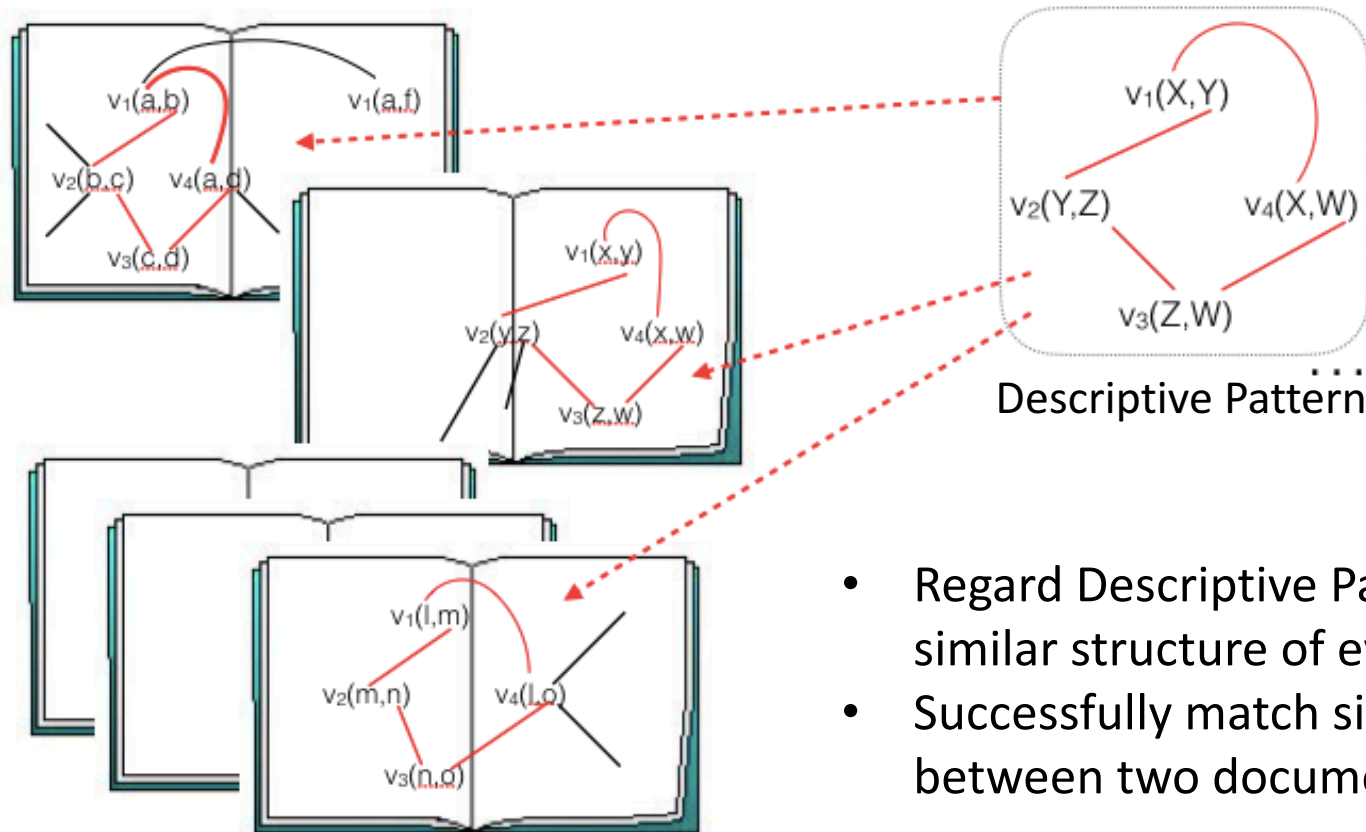 v₁(a,b)
v₁(a,f)
v₂(b,c)
v₄(a,d)
v₃(c,d)
v₁(x,y)
v₂(y,z)
v₄(x,w)
v₃(z,w)
v₁(l,m)
v₂(m,n)
v₄(l,o)
v₃(n,o)
v₁(X,Y)
v₂(Y,Z)
v₄(X,W)
v₃(Z,W)
...
Descriptive Pattern
• Regard Descriptive Pa
similar structure of e
• Successfully match si
between two docume